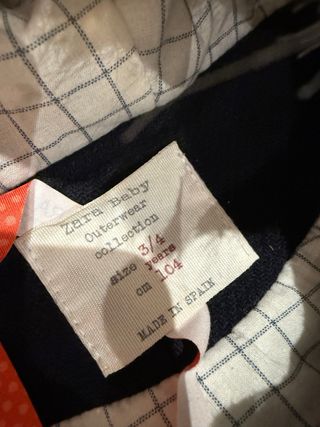 Zara Baby
Outerwear
collection
size 3/4
years
cm 104
MADE IN SPAIN